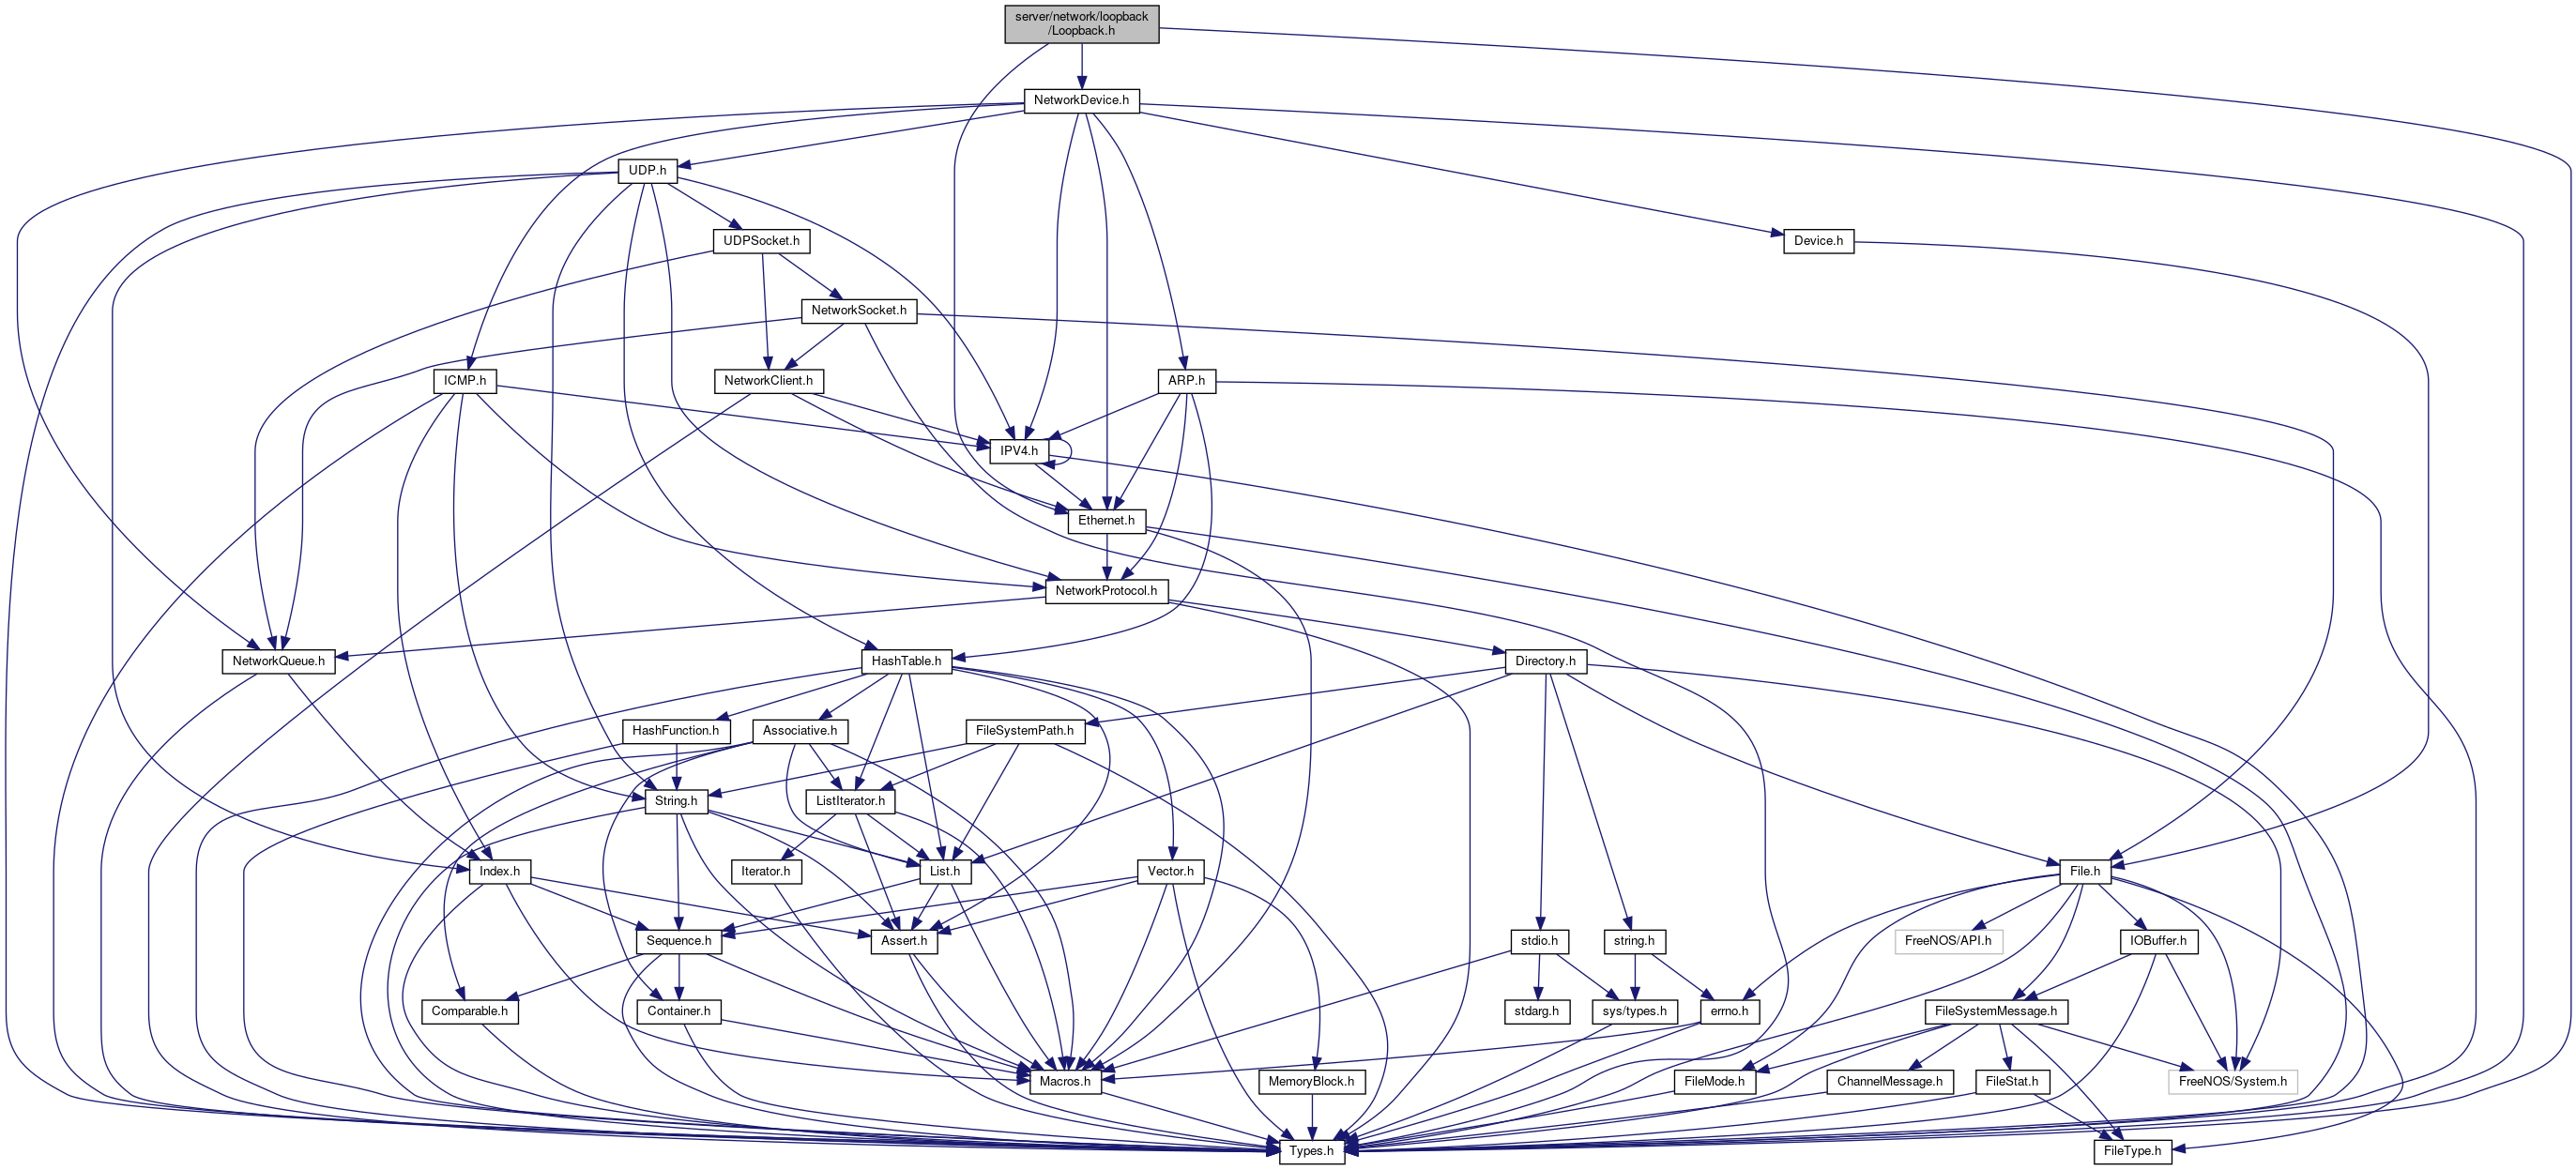 server/network/loopback
/Loopback.h
NetworkDevice.h
UDP.h
UDPSocket.h
Device.h
NetworkSocket.h
ICMP.h
NetworkClient.h
ARP.h
IPV4.h
Ethernet.h
NetworkProtocol.h
NetworkQueue.h
HashTable.h
Directory.h
HashFunction.h
Associative.h
FileSystemPath.h
String.h
ListIterator.h
Index.h
Iterator.h
List.h
Vector.h
File.h
Sequence.h
Assert.h
stdio.h
string.h
FreeNOS/API.h
IOBuffer.h
Comparable.h
Container.h
stdarg.h
sys/types.h
errno.h
FileSystemMessage.h
Macros.h
MemoryBlock.h
FileMode.h
ChannelMessage.h
FileStat.h
FreeNOS/System.h
Types.h
FileType.h